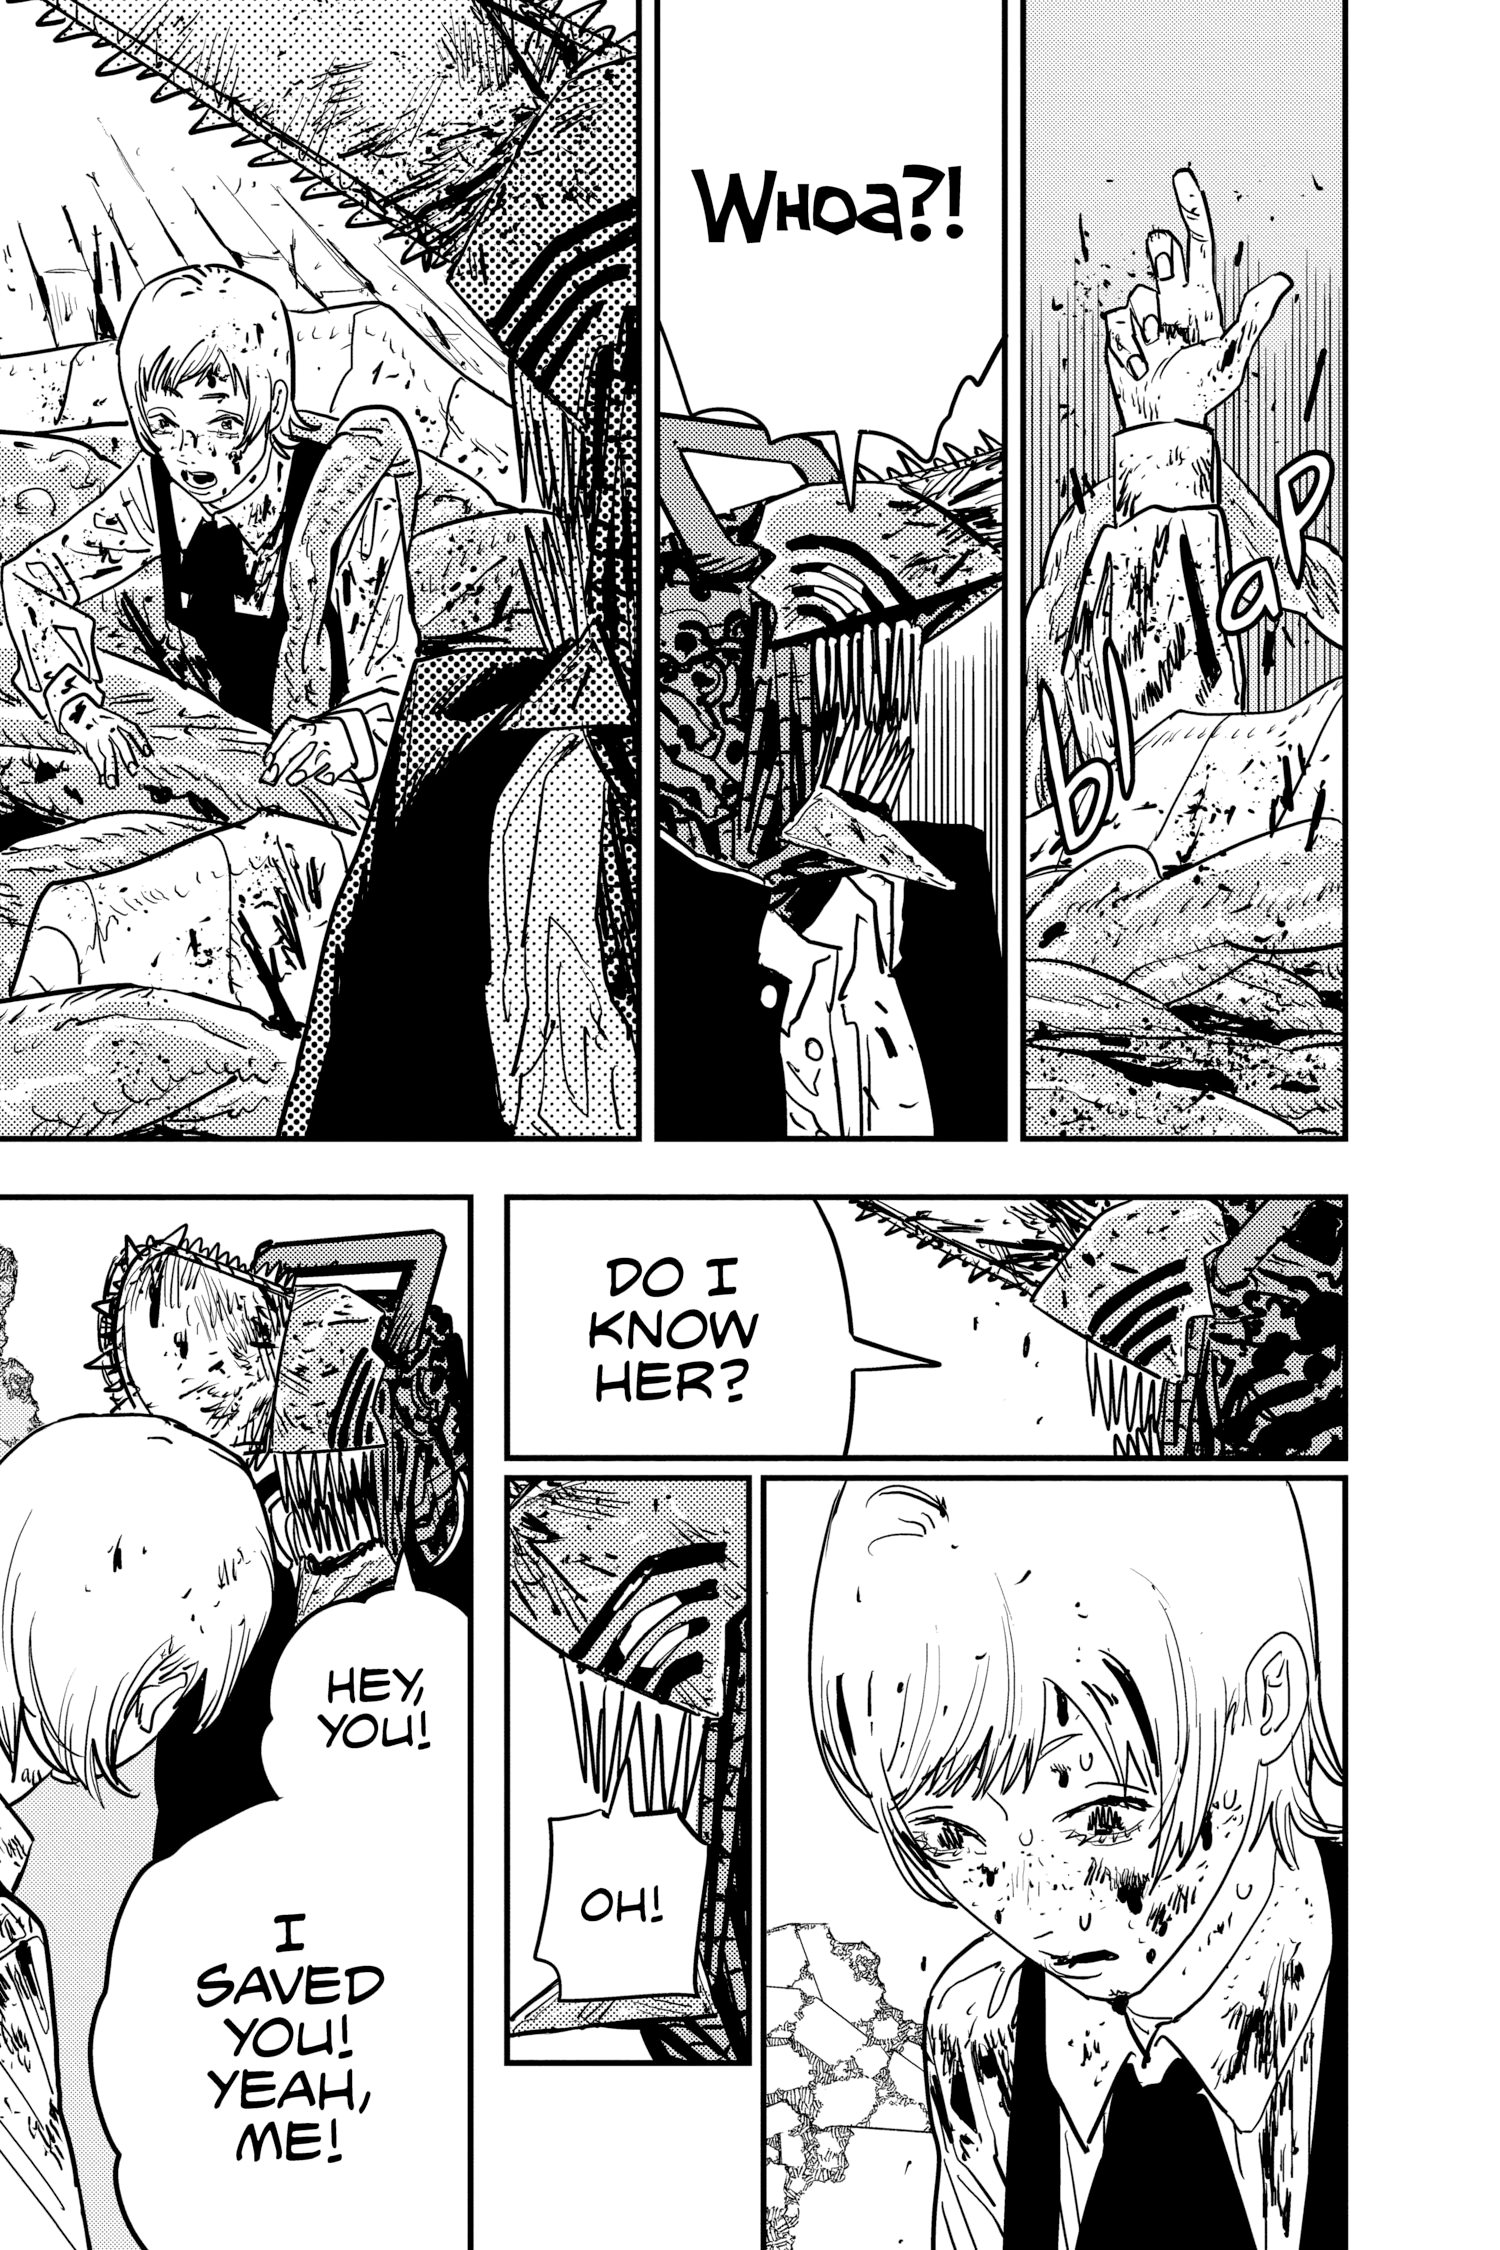 blap
WHOA?!
DO I
KNOW
HER?
OH!
HEY,
YOU!
I
SAVED
YOU!
YEAH,
ME!